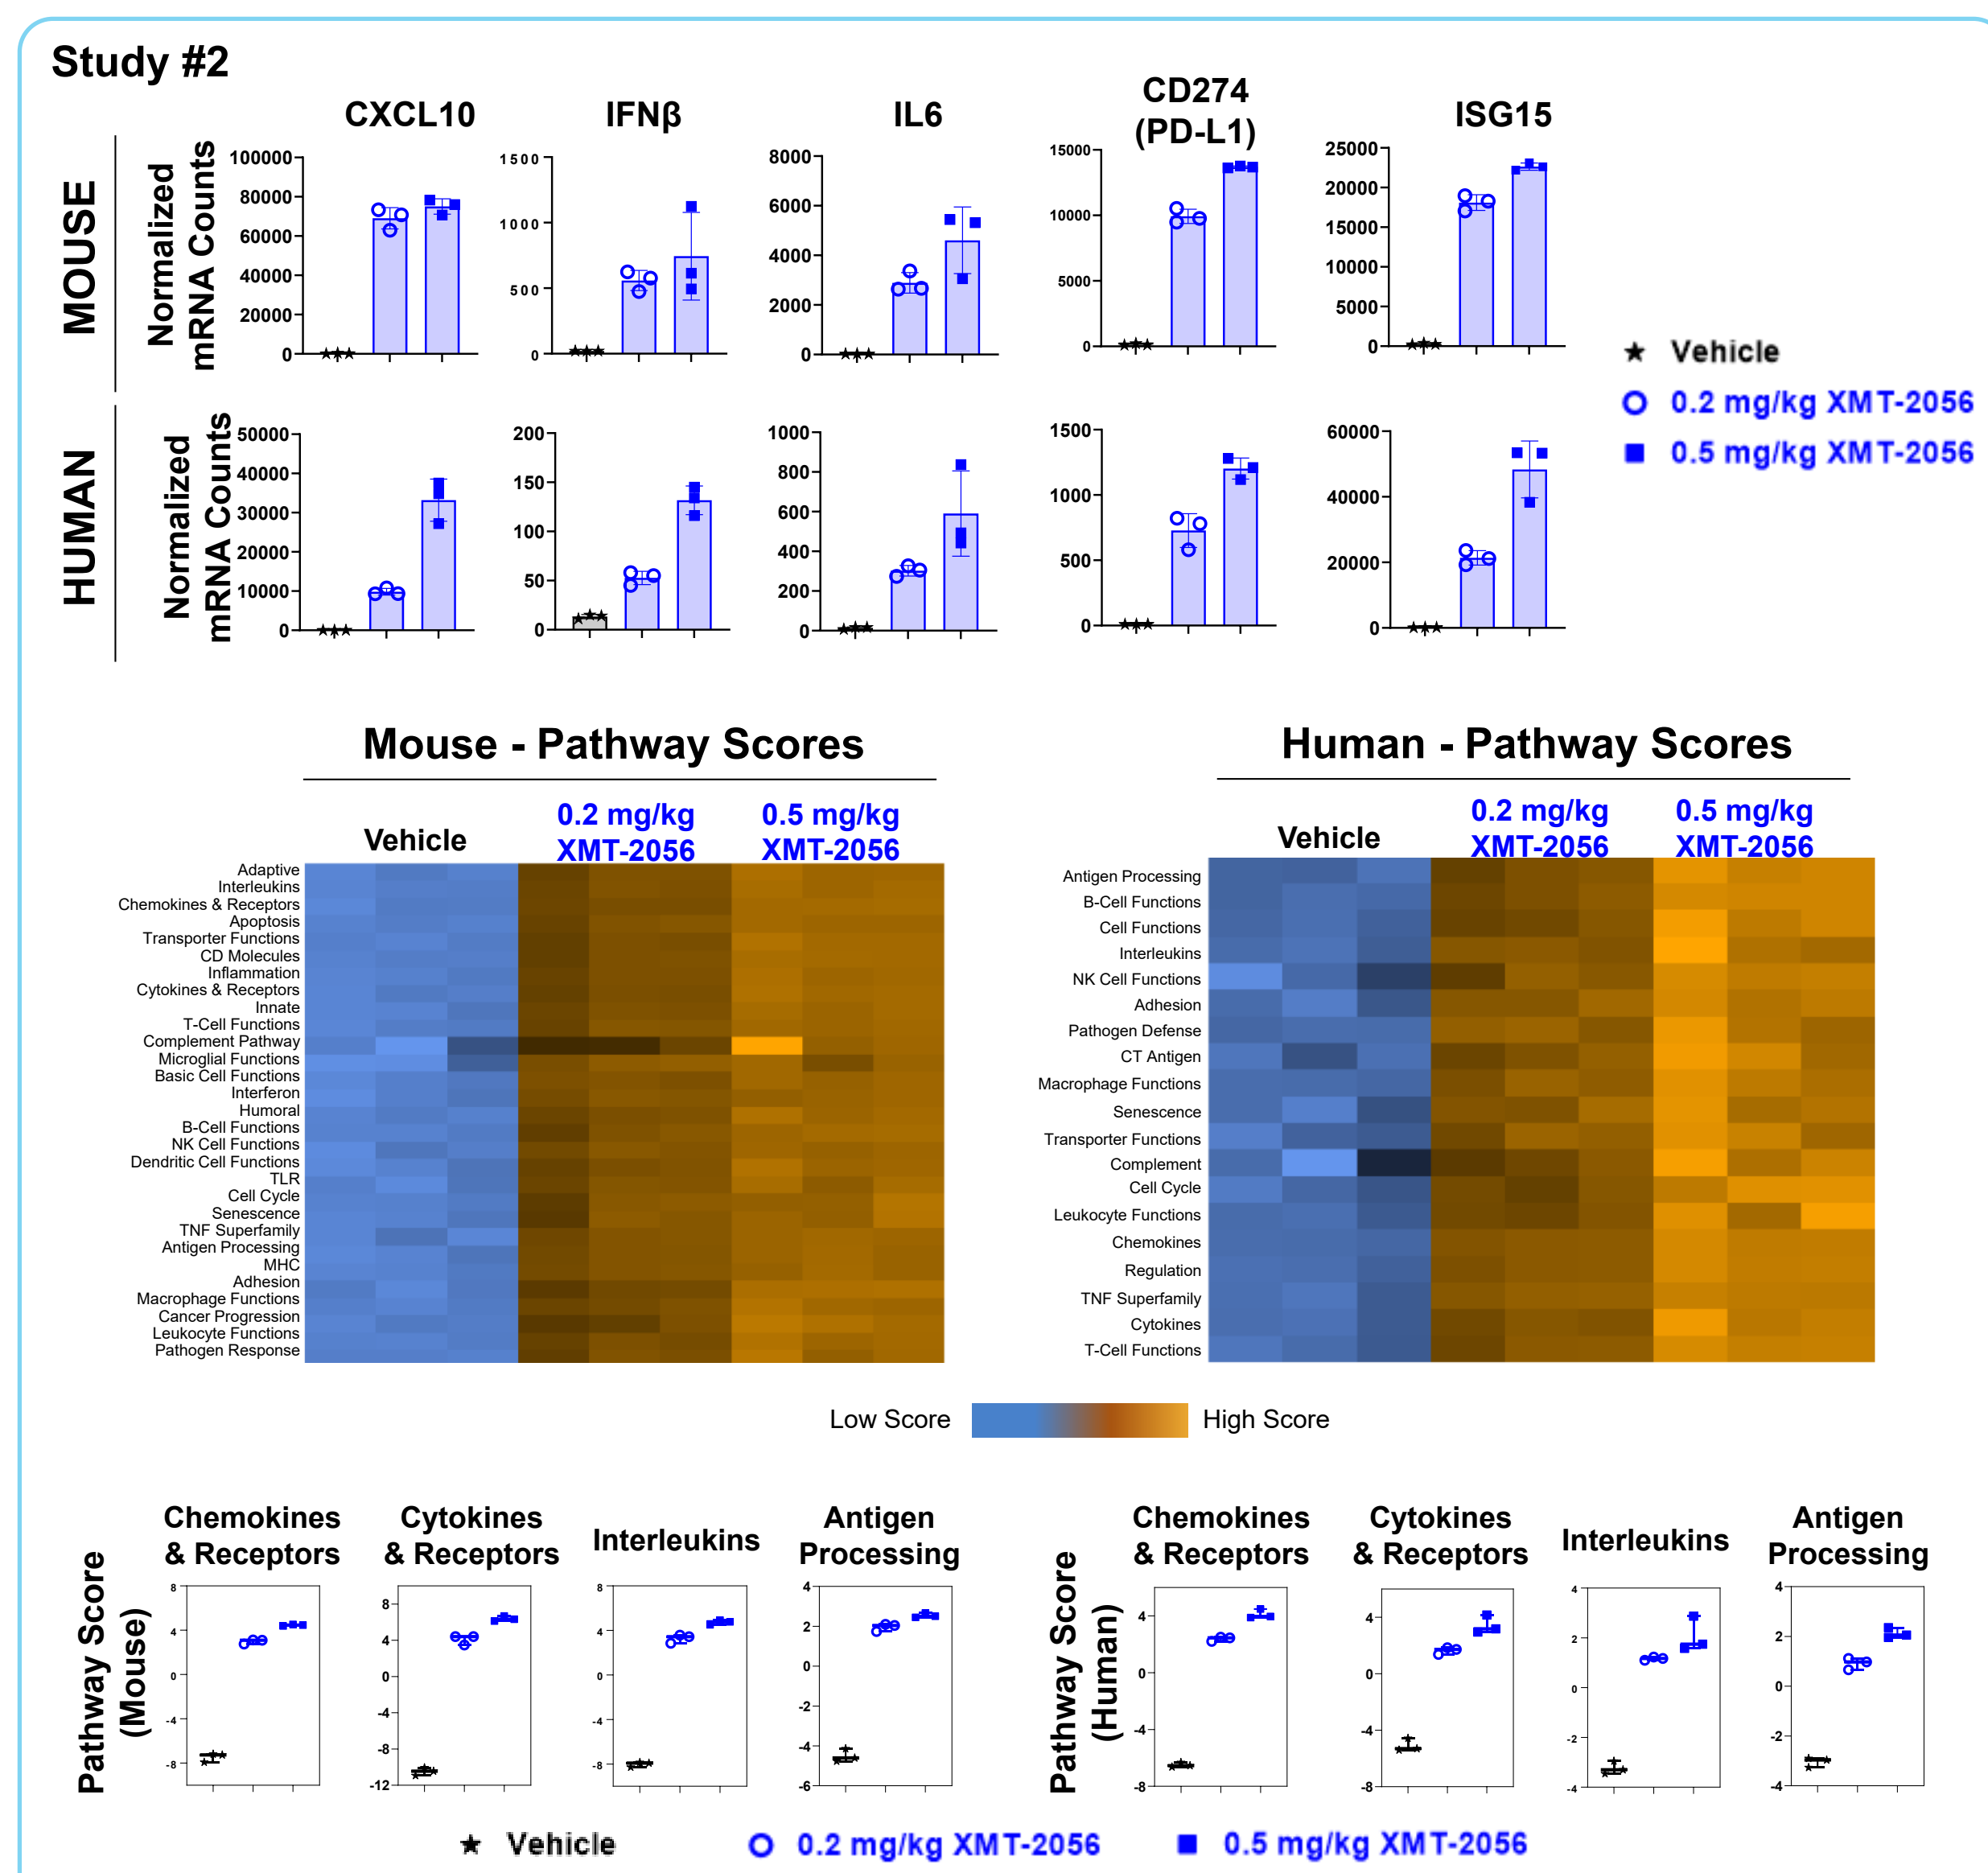 Study #2
CXCL10
IFNβ
IL6
CD274
(PD-L1)
ISG15
MOUSE
Normalized
mRNA Counts
100000
80000
60000
40000
20000
0
1500
1000
500
0
8000
6000
4000
2000
0
15000
10000
5000
0
25000
20000
15000
10000
5000
0
Vehicle
0.2 mg/kg XMT-2056
0.5 mg/kg XMT-2056
HUMAN
Normalized
mRNA Counts
50000
40000
30000
20000
10000
0
200
150
100
50
0
1000
800
600
400
200
0
1500
1000
500
0
60000
40000
20000
0
Mouse - Pathway Scores
Vehicle
0.2 mg/kg
XMT-2056
0.5 mg/kg
XMT-2056
Adaptive
Interleukins
Chemokines & Receptors
Apoptosis
Transporter Functions
CD Molecules
Inflammation
Cytokines & Receptors
Innate
T-Cell Functions
Complement Pathway
Microglial Functions
Basic Cell Functions
Interferon
Humoral
B-Cell Functions
NK Cell Functions
Dendritic Cell Functions
TLR
Cell Cycle
Senescence
TNF Superfamily
Antigen Processing
MHC
Adhesion
Macrophage Functions
Cancer Progression
Leukocyte Functions
Pathogen Response
Human - Pathway Scores
Vehicle
0.2 mg/kg
XMT-2056
0.5 mg/kg
XMT-2056
Antigen Processing
B-Cell Functions
Cell Functions
Interleukins
NK Cell Functions
Adhesion
Pathogen Defense
CT Antigen
Macrophage Functions
Senescence
Transporter Functions
Complement
Cell Cycle
Leukocyte Functions
Chemokines
Regulation
TNF Superfamily
Cytokines
T-Cell Functions
Low Score
High Score
Pathway Score
(Mouse)
Chemokines
& Receptors
8
4
0
-4
-8
Cytokines
& Receptors
8
4
0
-4
-8
-12
Interleukins
8
4
0
-4
-8
Antigen
Processing
4
2
0
-2
-4
-6
Pathway Score
(Human)
Chemokines
& Receptors
4
0
-4
-8
Cytokines
& Receptors
4
0
-4
-8
Interleukins
4
2
0
-2
-4
Antigen
Processing
4
2
0
-2
-4
Vehicle
0.2 mg/kg XMT-2056
0.5 mg/kg XMT-2056